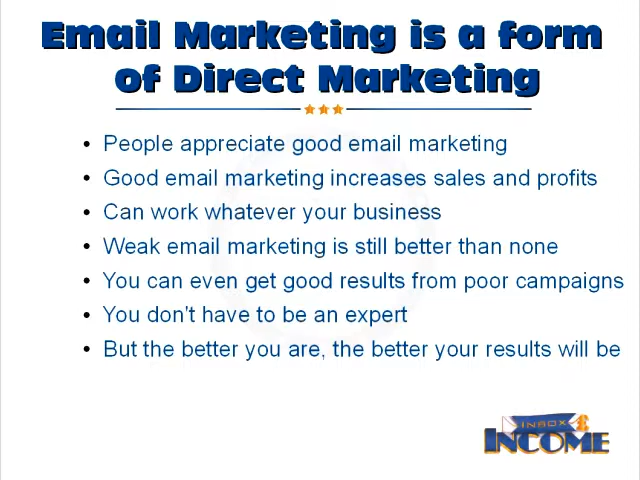 Email Marketing is a form
of Direct Marketing
• People appreciate good email marketing
• Good email marketing increases sales and profits
• Can work whatever your business
• Weak email marketing is still better than none
• You can even get good results from poor campaigns
• You don't have to be an expert
• But the better you are, the better your results will be
INBOX £
INCOME